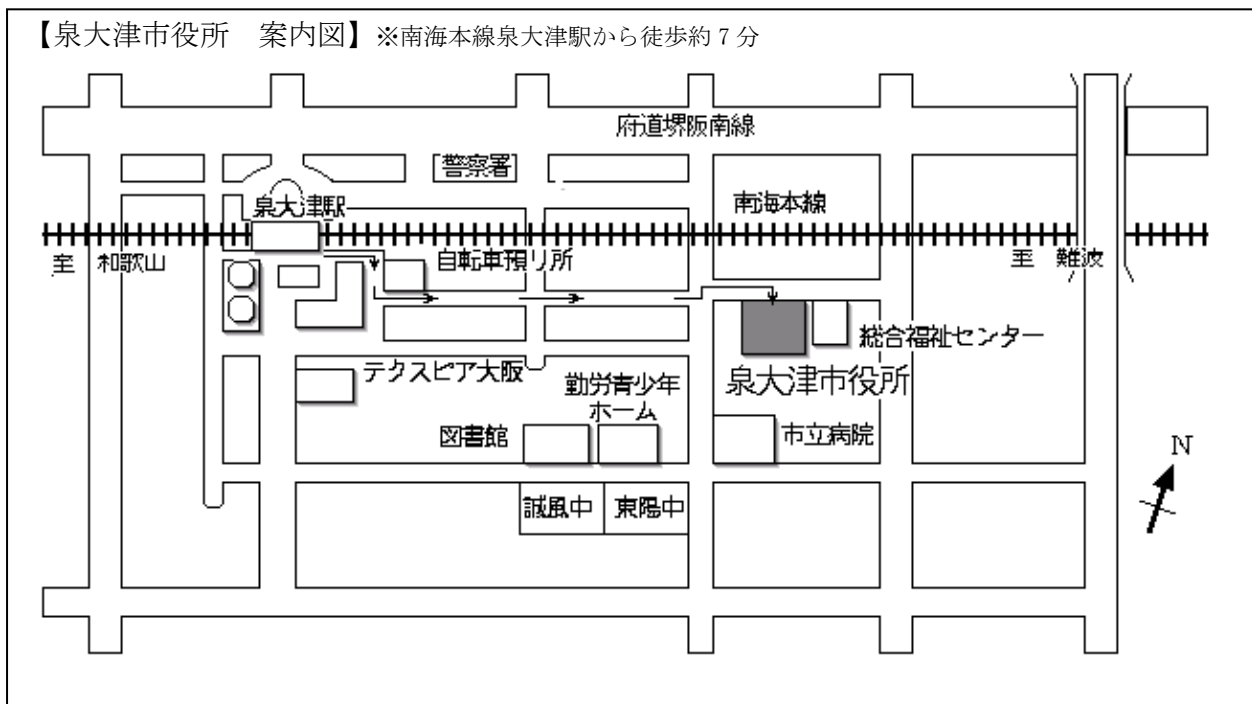 【泉大津市役所　案内図】※南海本線泉大津駅から徒歩約７分
府道堺阪南線
警察署
泉大津駅
南海本線
至　和歌山
自転車預り所
至　難波
総合福祉センター
テクスピア大阪
泉大津市役所
勤労青少年
ホーム
図書館
市立病院
N
誠風中
東陽中